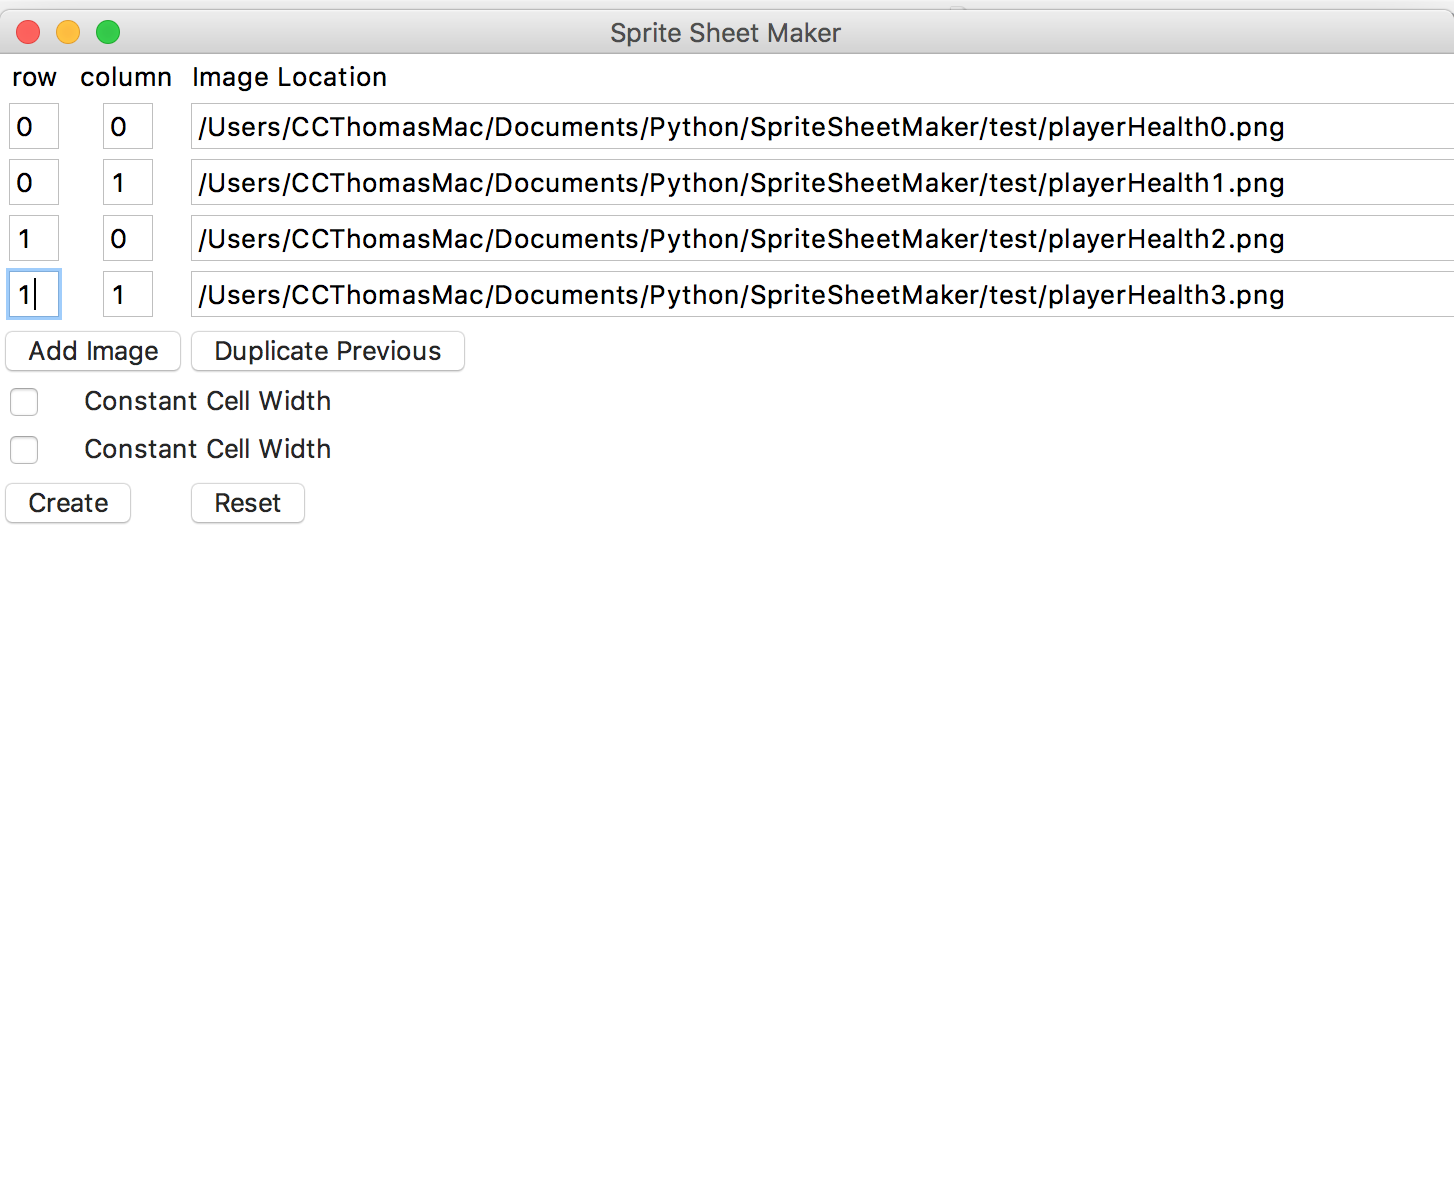 Sprite Sheet Maker
row column Image Location
0 0 /Users/CCThomasMac/Documents/Python/SpriteSheetMaker/test/playerHealth0.png
0 1 /Users/CCThomasMac/Documents/Python/SpriteSheetMaker/test/playerHealth1.png
1 0 /Users/CCThomasMac/Documents/Python/SpriteSheetMaker/test/playerHealth2.png
1 1 /Users/CCThomasMac/Documents/Python/SpriteSheetMaker/test/playerHealth3.png
Add Image Duplicate Previous
Constant Cell Width
Constant Cell Width
Create Reset